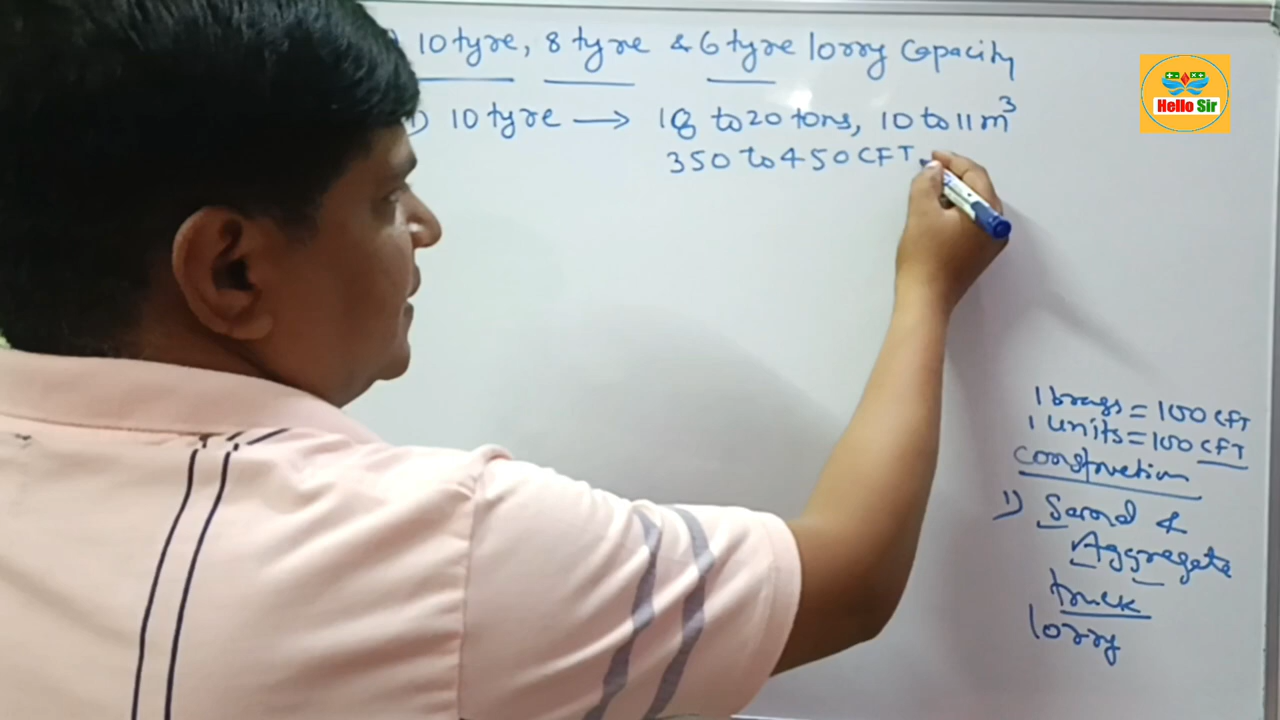 10 tyre, 8 tyre & 6 tyre lorry Capacity
1) 10 tyre → 18 to 20 tons, 10 to 11 m³
350 to 450 CFT,
Hello Sir
1 brass = 100 CFT
1 units = 100 CFT
Construction
1) Sand &
Aggregate
truck
lorry